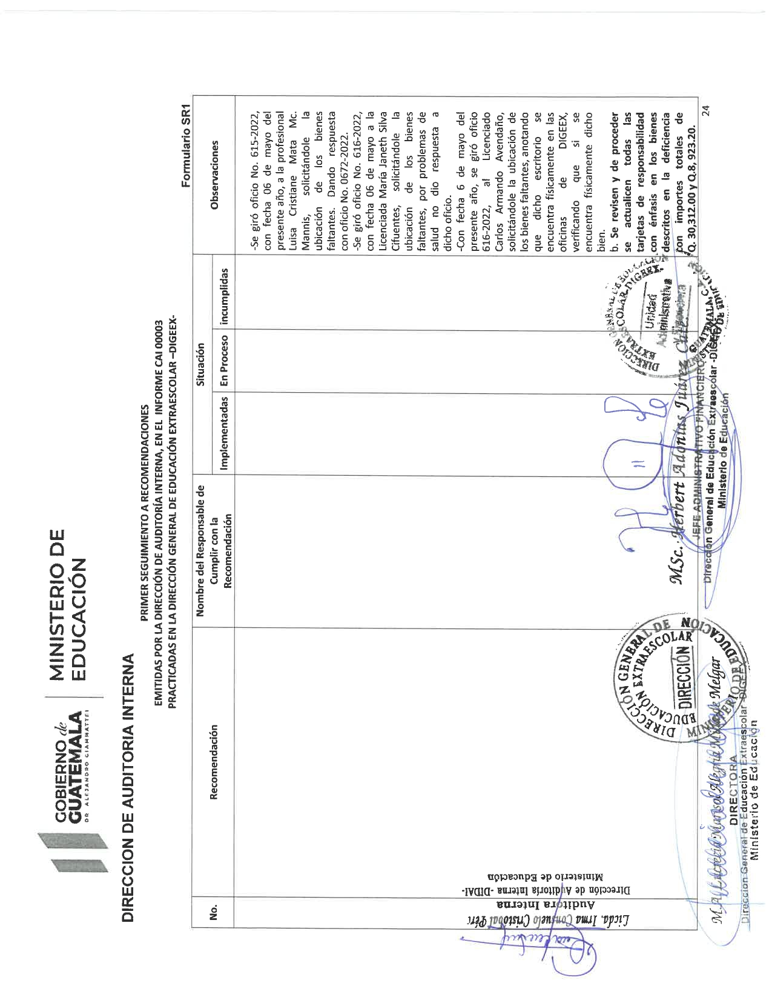 GOBIERNO de
GUATEMALA
DR. ALEJANDRO GIAMMATTEI
MINISTERIO DE
EDUCACIÓN
DIRECCION DE AUDITORIA INTERNA
PRIMER SEGUIMIENTO A RECOMENDACIONES
EMITIDAS POR LA DIRECCIÓN DE AUDITORÍA INTERNA, EN EL INFORME CAI 00003
PRACTICADAS EN LA DIRECCIÓN GENERAL DE EDUCACIÓN EXTRAESCOLAR –DIGEEX-
Formulario SR1
No.
Recomendación
Nombre del Responsable de
Cumplir con la
Recomendación
Situación
Implementadas
En Proceso
incumplidas
Observaciones
-Se giró oficio No. 615-2022,
con fecha 06 de mayo del
presente año, a la profesional
Luisa Cristiane Mata Mc.
Mannis, solicitándole la
ubicación de los bienes
faltantes. Dando respuesta
con oficio No. 0672-2022.
-Se giró oficio No. 616-2022,
con fecha 06 de mayo a la
Licenciada María Janeth Silva
Cifuentes, solicitándole la
ubicación de los bienes
faltantes, por problemas de
salud no dio respuesta a
dicho oficio.
-Con fecha 6 de mayo del
presente año, se giró oficio
616-2022, al Licenciado
Carlos Armando Avendaño,
solicitándole la ubicación de
los bienes faltantes, anotando
que dicho escritorio se
encuentra físicamente en las
oficinas de DIGEEX,
verificando que si se
encuentra físicamente dicho
bien.
b. Se revisen y de proceder
se actualicen todas las
tarjetas de responsabilidad
con énfasis en los bienes
descritos en la deficiencia
con importes totales de
Q. 30,312.00 y Q.8, 923.20.
24
Licda. Irma Consuelo Cristobal
Auditora Interna
Dirección de Auditoría Interna -DIDAI-
Ministerio de Educación
DIRECCIÓN GENERAL DE
EDUCACIÓN EXTRAESCOLAR
DIRECCIÓN
MINISTERIO DE EDUCACION
M.A. Lucrecia Marisol Alegría Melgar
DIRECTORA
Dirección General de Educación Extraescolar -DIGEEX-
Ministerio de Educación
MSc. Herbert Adonías Juárez
JEFE ADMINISTRATIVO FINANCIERO
Dirección General de Educación Extraescolar -DIGEEX-
Ministerio de Educación
DIRECCION GENERAL DE EDUCACION
EXTRAESCOLAR-DIGEEX-
Unidad
Administrativa
Financiera
GUATEMALA, C.A.